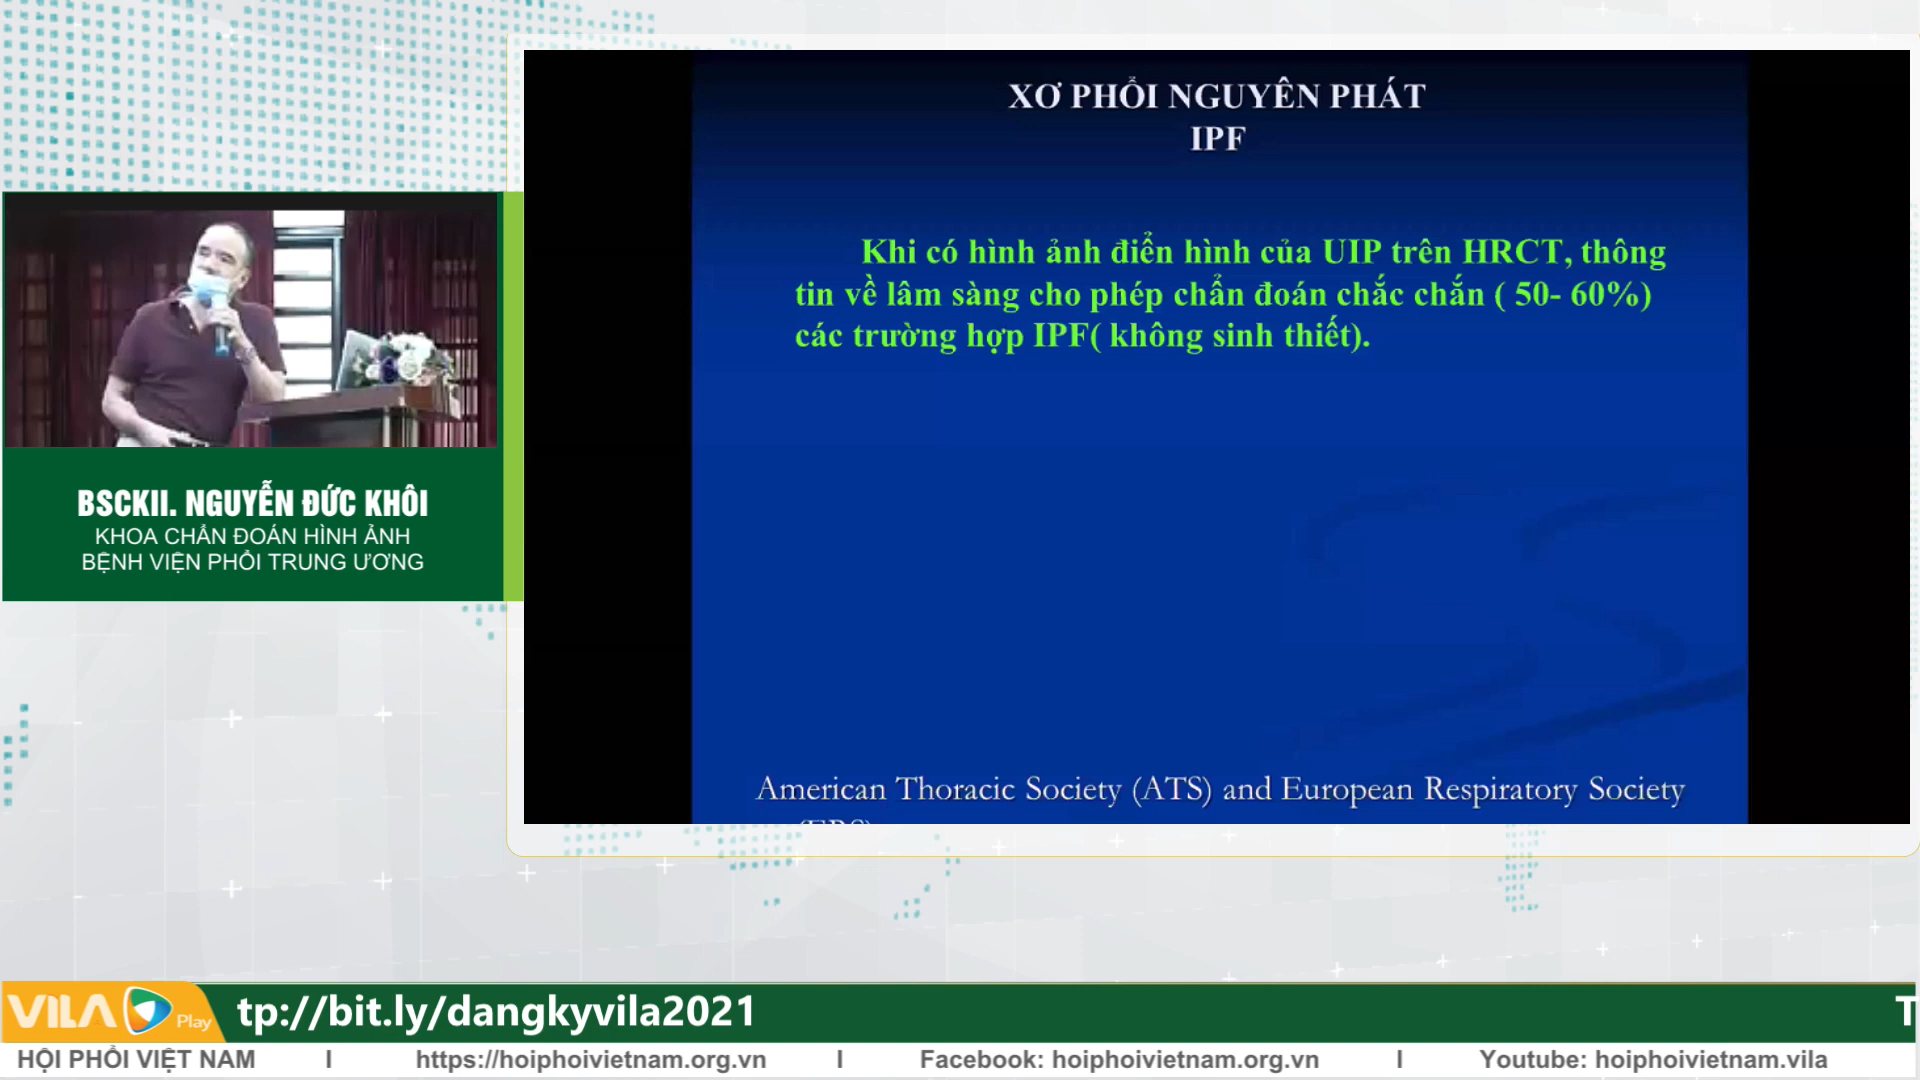 XƠ PHỔI NGUYÊN PHÁT
IPF
Khi có hình ảnh điển hình của UIP trên HRCT, thông
tin về lâm sàng cho phép chẩn đoán chắc chắn ( 50- 60%)
các trường hợp IPF( không sinh thiết).
American Thoracic Society (ATS) and European Respiratory Society
(ERS)
BSCKII. NGUYỄN ĐỨC KHÔI
KHOA CHẨN ĐOÁN HÌNH ẢNH
BỆNH VIỆN PHỔI TRUNG ƯƠNG
VILA Play
tp://bit.ly/dangkyvila2021
T
HỘI PHỔI VIỆT NAM I https://hoiphoivietnam.org.vn I Facebook: hoiphoivietnam.org.vn I Youtube: hoiphoivietnam.vila